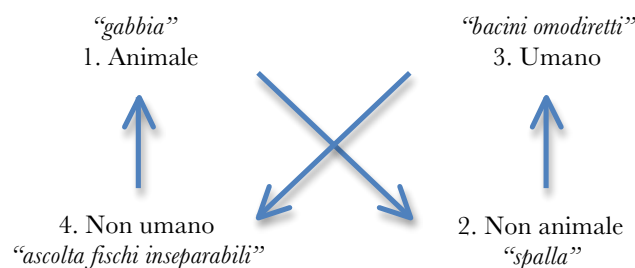 “gabbia”
1. Animale
“bacini omodiretti”
3. Umano
4. Non umano
“ascolta fischi inseparabili”
2. Non animale
“spalla”